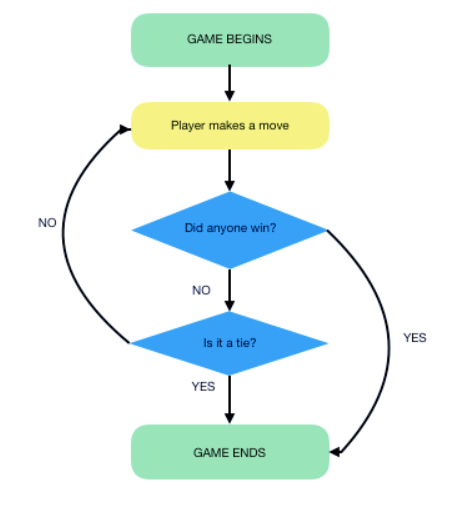 GAME BEGINS
Player makes a move
NO
Did anyone win?
NO
YES
Is it a tie?
YES
GAME ENDS